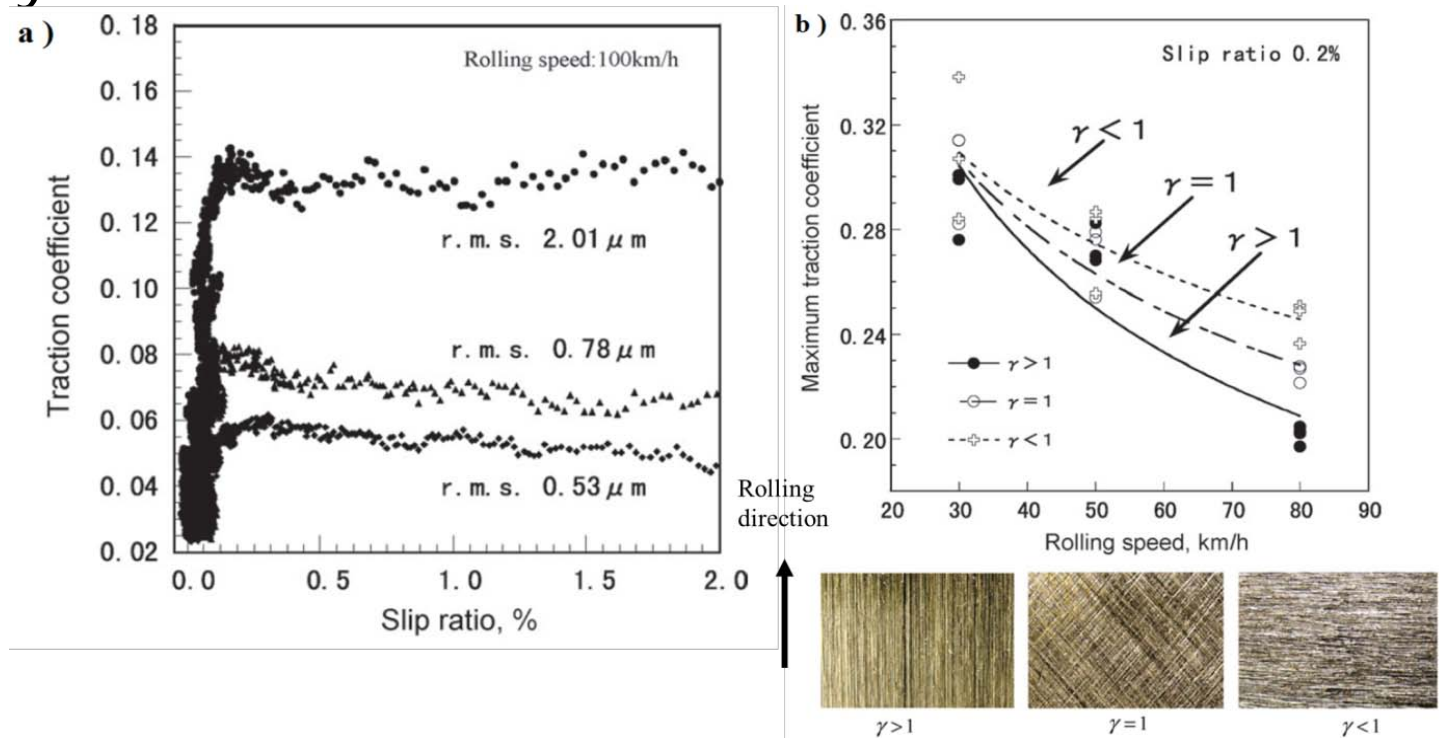 a )
0. 18
0. 16
0. 14
0. 12
0. 10
0. 08
0. 06
0. 04
0. 02
Traction coefficient
Rolling speed:100km/h
r. m. s. 2.01 μ m
r. m. s. 0.78 μ m
r. m. s. 0.53 μ m
0. 0
0. 5
1. 0
1. 5
2. 0
Slip ratio, %
Rolling
direction
b )
0. 36
0. 32
0. 28
0. 24
0. 20
Maximum traction coefficient
Slip ratio 0.2%
γ < 1
γ = 1
γ > 1
γ > 1
γ = 1
γ < 1
20
30
40
50
60
70
80
90
Rolling speed, km/h
γ>1
γ=1
γ<1